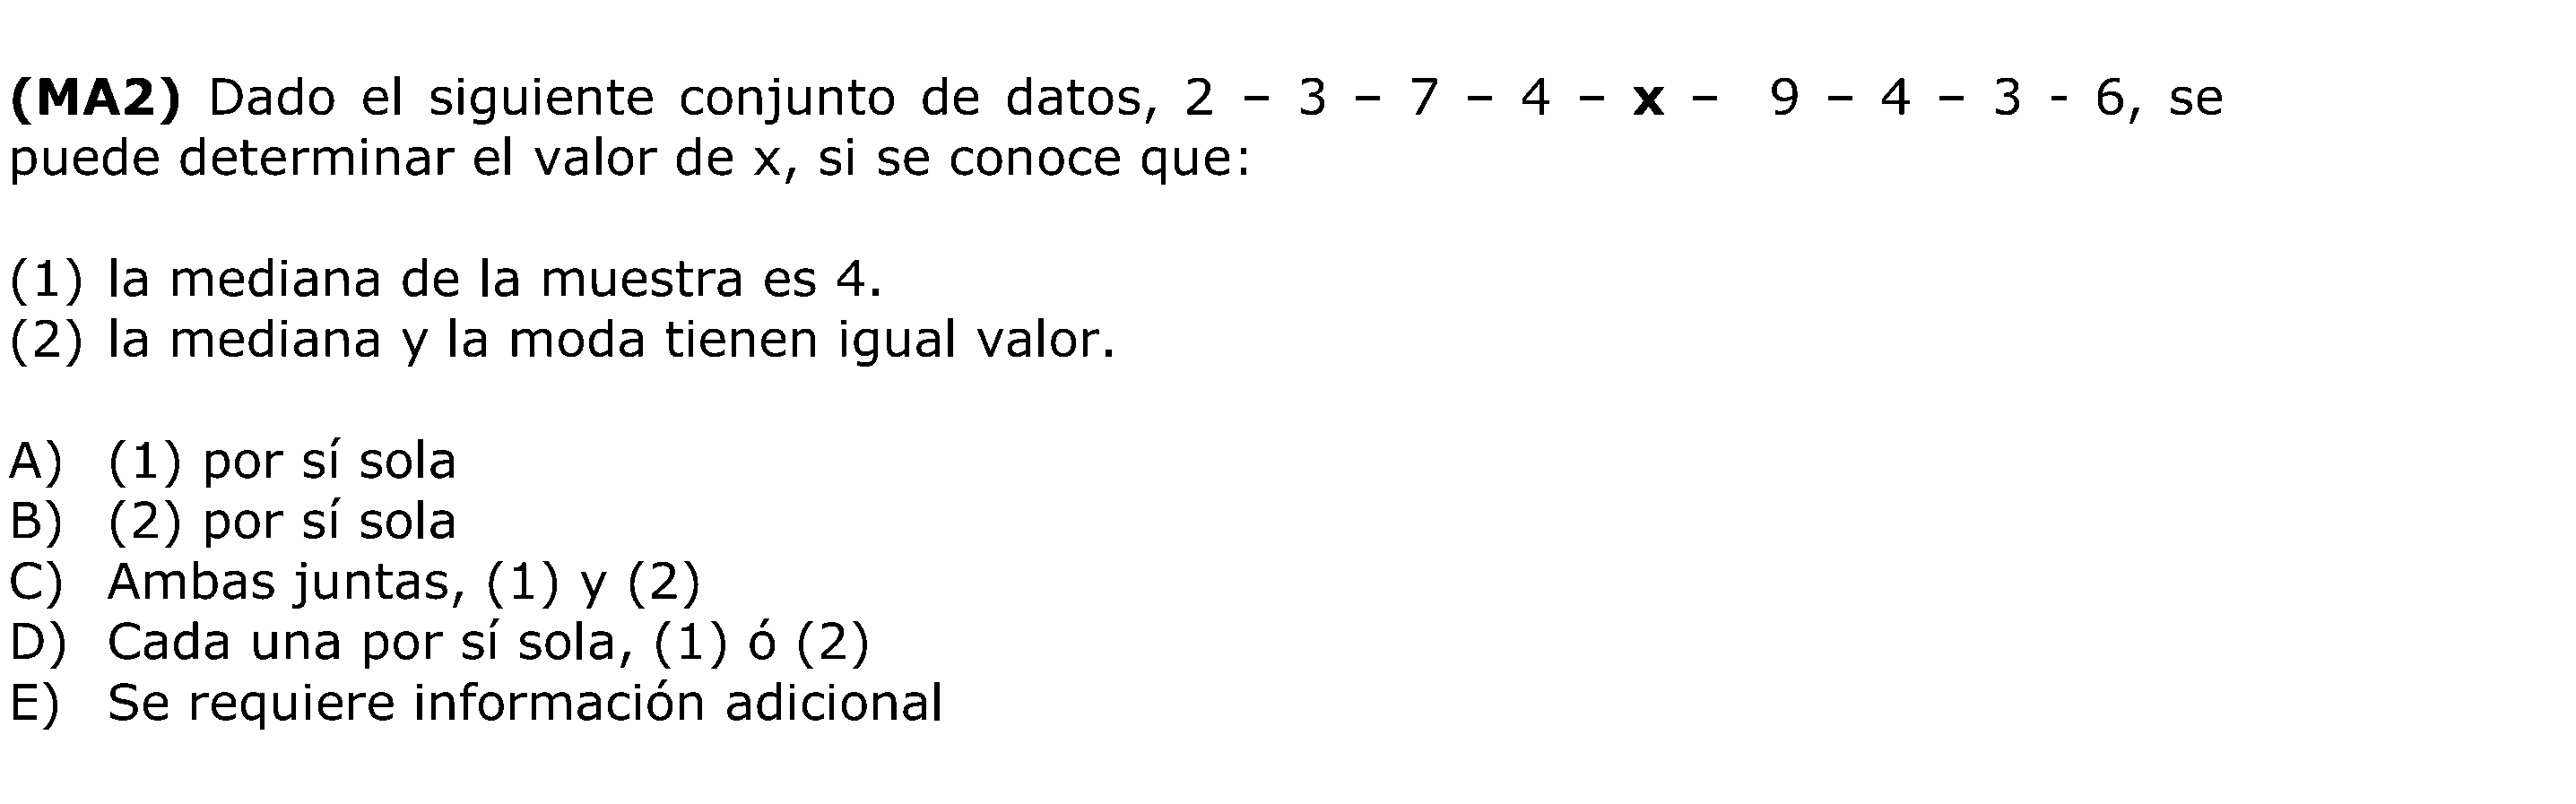 (MA2) Dado el siguiente conjunto de datos, 2 – 3 – 7 – 4 – x – 9 – 4 – 3 - 6, se
puede determinar el valor de x, si se conoce que:
(1) la mediana de la muestra es 4.
(2) la mediana y la moda tienen igual valor.
A) (1) por sí sola
B) (2) por sí sola
C) Ambas juntas, (1) y (2)
D) Cada una por sí sola, (1) ó (2)
E) Se requiere información adicional